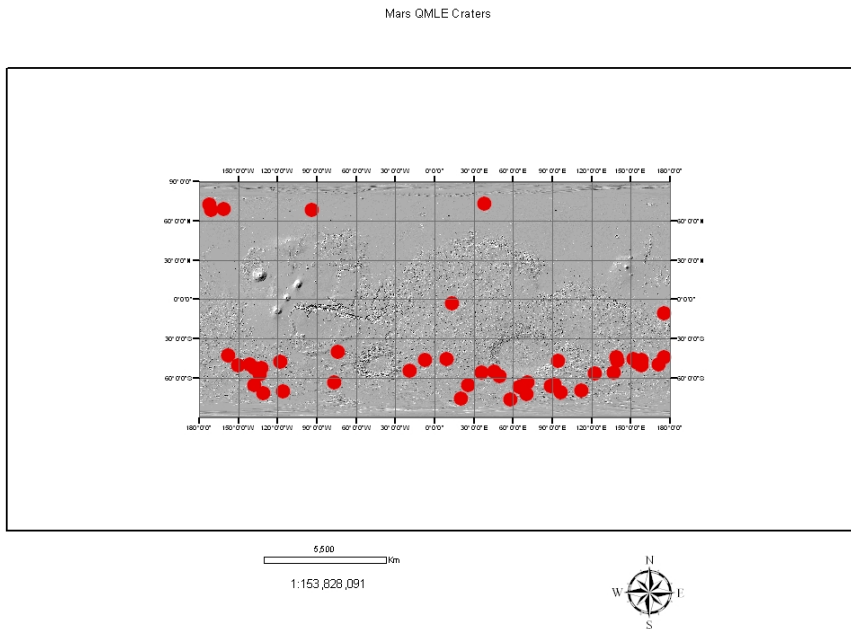 Mars QMLE Craters
150°0'0"W 120°0'0"W 90°0'0"W 60°0'0"W 30°0'0"W 0°0'0" 30°0'0"E 60°0'0"E 90°0'0"E 120°0'0"E 150°0'0"E 180°0'0"
90°0'0"N
60°0'0"N 60°0'0"N
30°0'0"N 30°0'0"N
0°0'0" 0°0'0"
30°0'0"S 30°0'0"S
60°0'0"S 60°0'0"S
180°0'0" 150°0'0"W 120°0'0"W 90°0'0"W 60°0'0"W 30°0'0"W 0°0'0" 30°0'0"E 60°0'0"E 90°0'0"E 120°0'0"E 150°0'0"E 180°0'0"
5,500
Km
1:153,828,091
N
W E
S